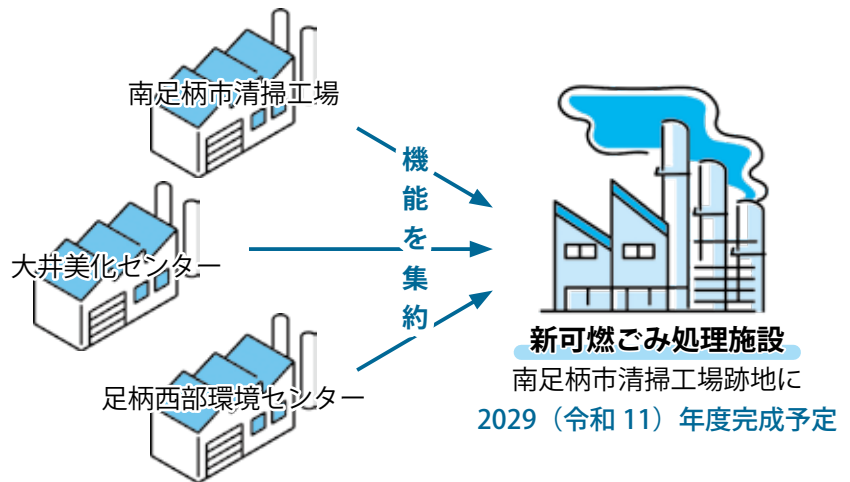 南足柄市清掃工場
大井美化センター
足柄西部環境センター
機能を集約
新可燃ごみ処理施設
南足柄市清掃工場跡地に
2029（令和 11）年度完成予定